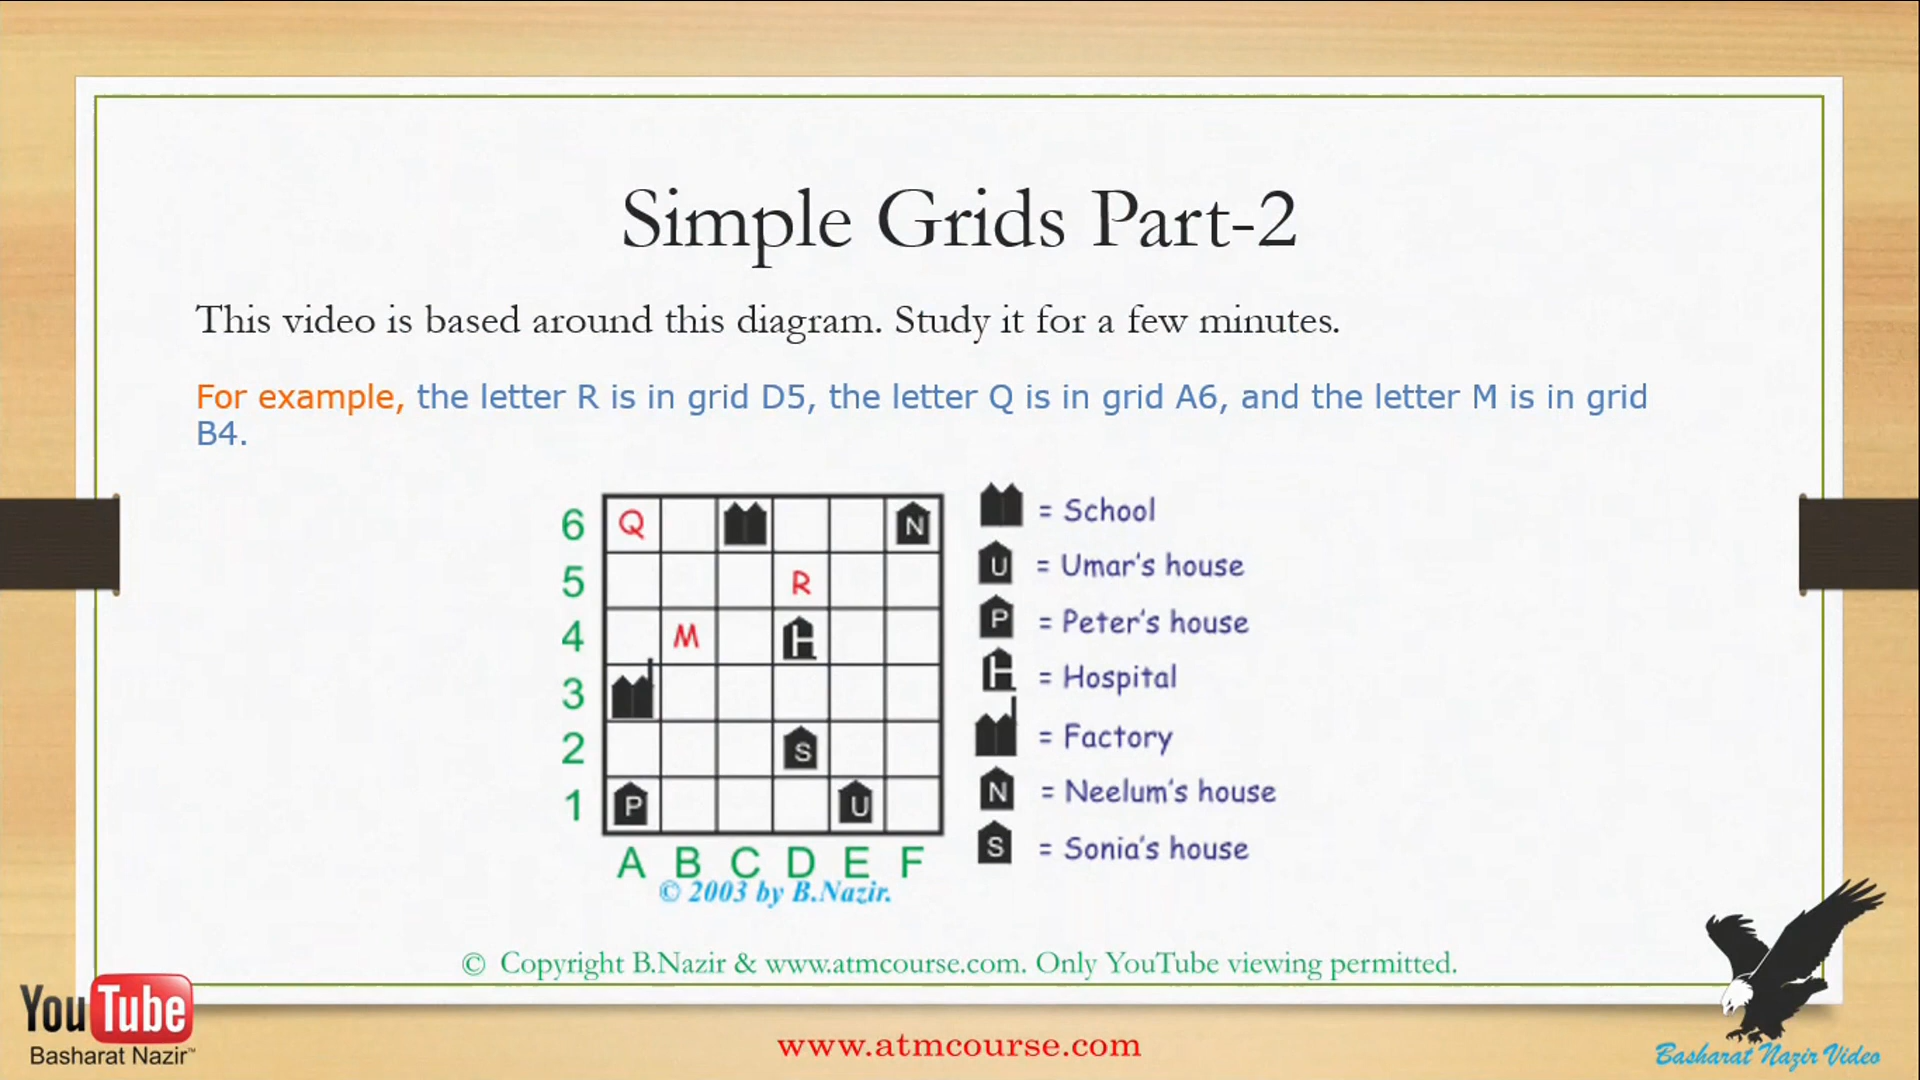 Simple Grids Part-2
This video is based around this diagram. Study it for a few minutes.
For example, the letter R is in grid D5, the letter Q is in grid A6, and the letter M is in grid
B4.
6 Q N
5 R
4 M H
3
2 S
1 P U
A B C D E F
© 2003 by B.Nazir.
= School
U = Umar's house
P = Peter's house
H = Hospital
= Factory
N = Neelum's house
S = Sonia's house
© Copyright B.Nazir & www.atmcourse.com. Only YouTube viewing permitted.
YouTube
Basharat Nazir™
www.atmcourse.com
Basharat Nazir Video